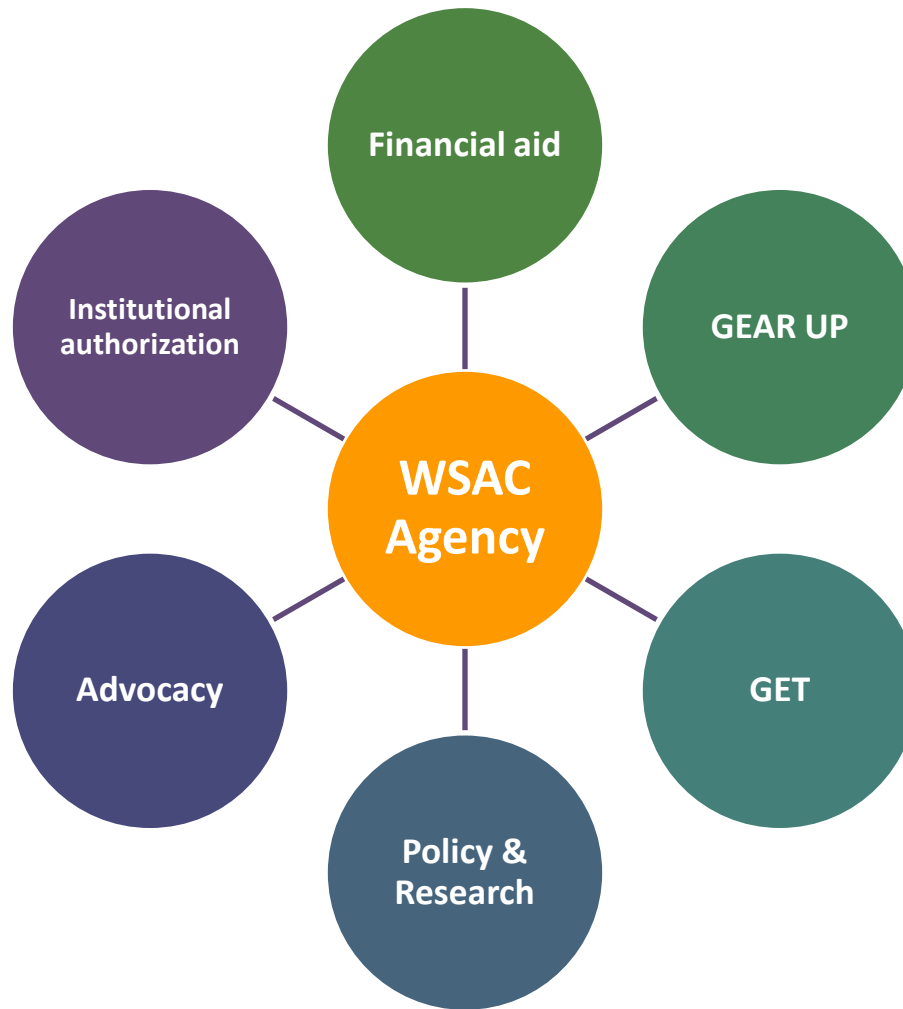 Financial aid
Institutional
authorization
GEAR UP
WSAC
Agency
Advocacy
GET
Policy &
Research